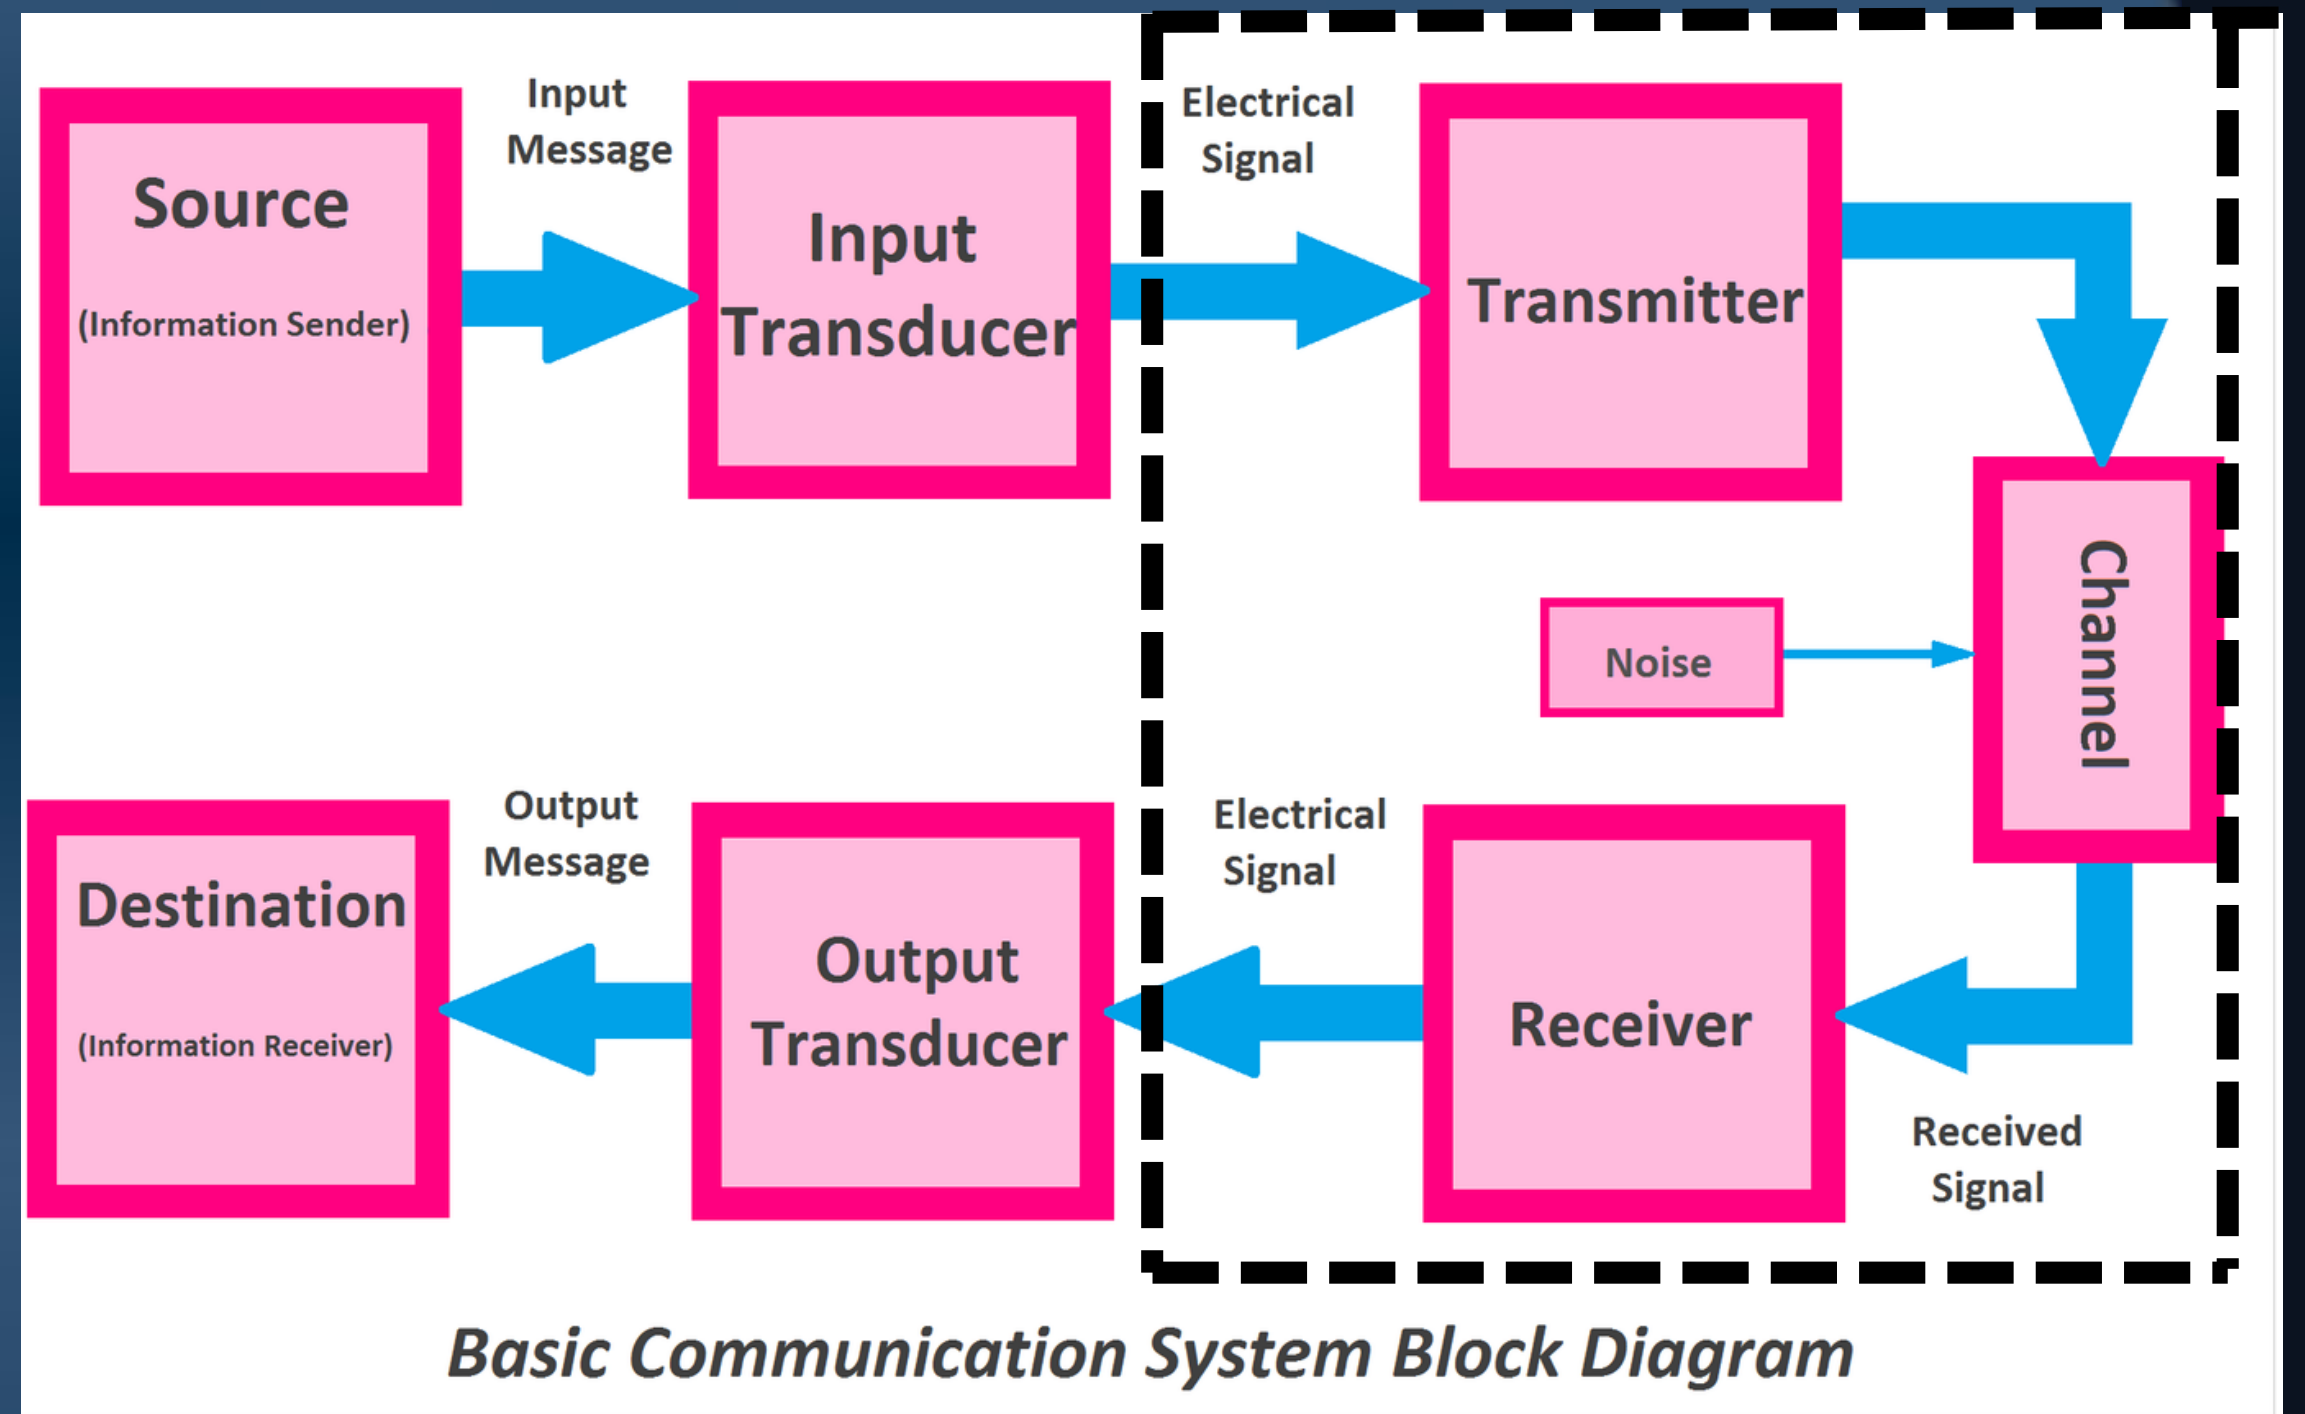 Source
(Information Sender)
Input
Message
Input
Transducer
Electrical
Signal
Transmitter
Channel
Noise
Received
Signal
Receiver
Electrical
Signal
Output
Transducer
Output
Message
Destination
(Information Receiver)
Basic Communication System Block Diagram